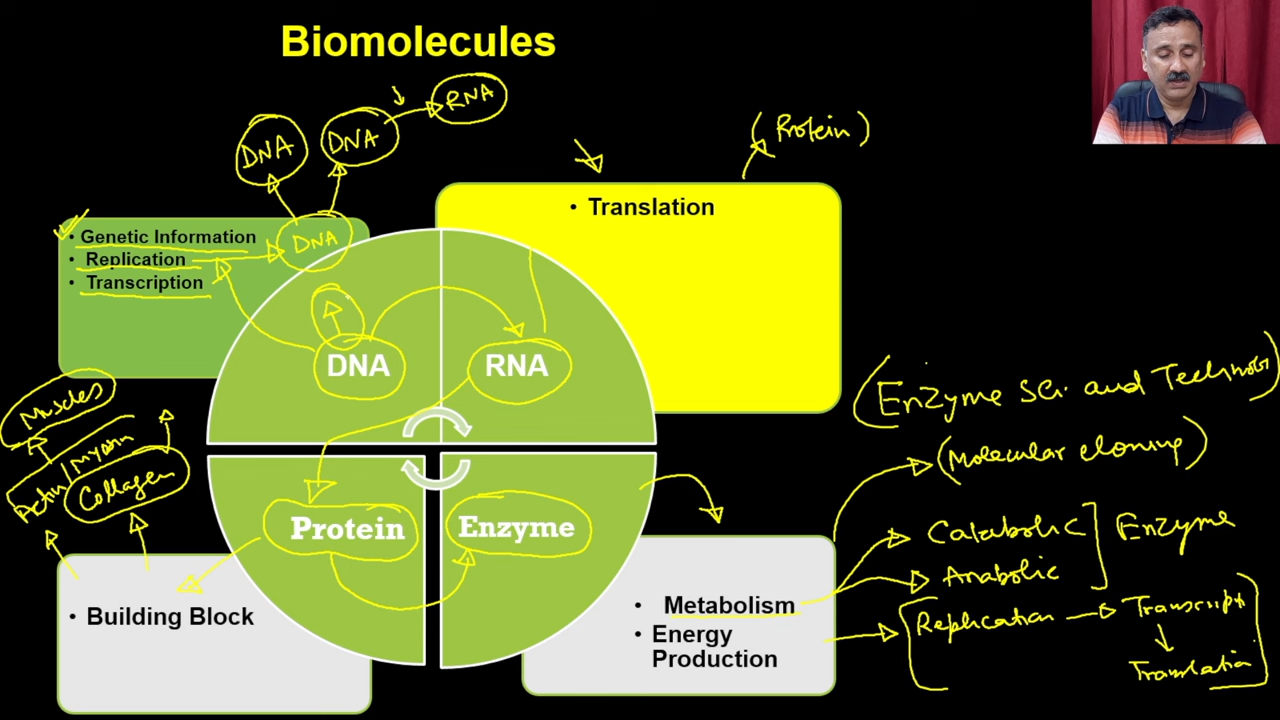 Biomolecules
DNA
DNA
RNA
(Protein)
• Translation
• Genetic Information
• Replication
• Transcription
DNA
DNA
RNA
Muscles
Actin/Myosin
Collagen
(Enzyme Sci and Technol)
(Molecular cloning)
Protein
Enzyme
Catabolic
Anabolic
Enzyme
• Building Block
• Metabolism
• Energy
Production
Replication
Transcript
Translation